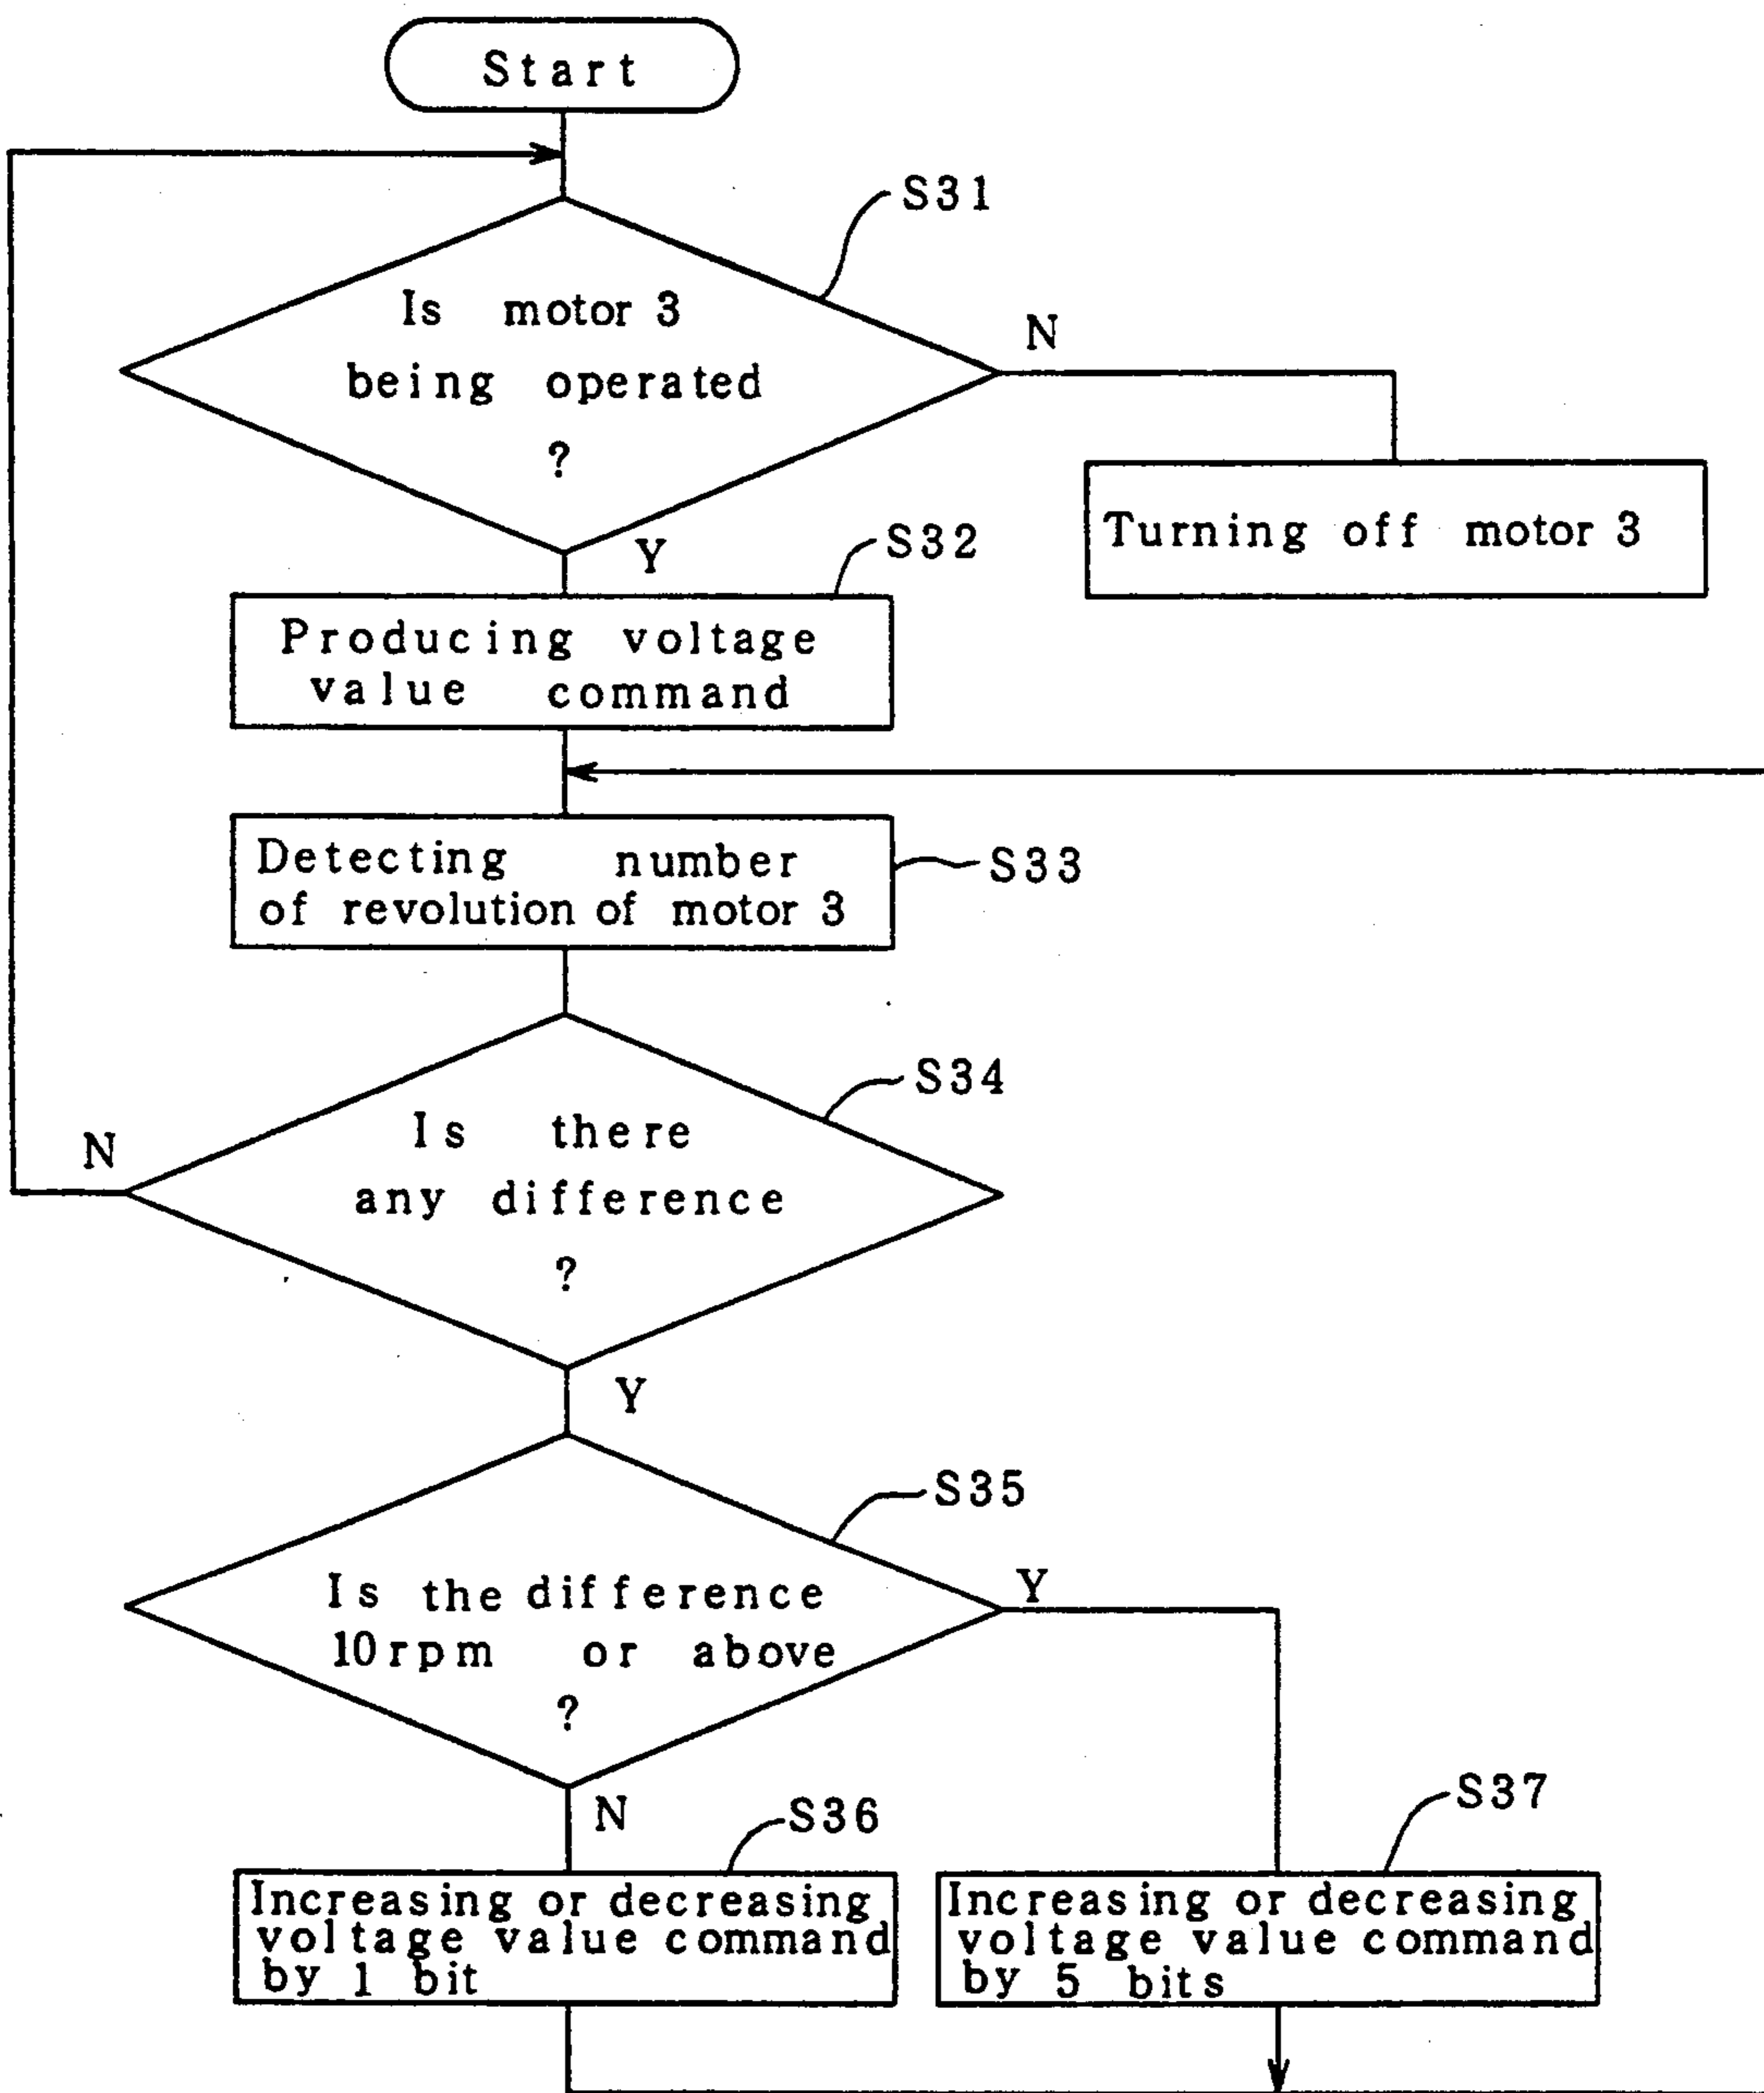 Start
S31
Is motor 3
being operated
?
N
Y
Turning off motor 3
S32
Producing voltage
value command
Detecting number
of revolution of motor 3
S33
S34
Is there
any difference
?
N
Y
S35
Is the difference
10rpm or above
?
Y
N
S36
Increasing or decreasing
voltage value command
by 1 bit
S37
Increasing or decreasing
voltage value command
by 5 bits